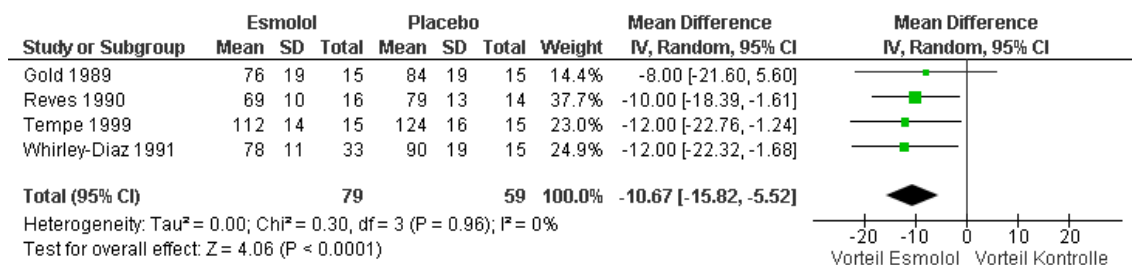 Esmolol Placebo Mean Difference Mean Difference
Study or Subgroup Mean SD Total Mean SD Total Weight IV, Random, 95% CI IV, Random, 95% CI
Gold 1989 76 19 15 84 19 15 14.4% -8.00 [-21.60, 5.60]
Reves 1990 69 10 16 79 13 14 37.7% -10.00 [-18.39, -1.61]
Tempe 1999 112 14 15 124 16 15 23.0% -12.00 [-22.76, -1.24]
Whirley-Diaz 1991 78 11 33 90 19 15 24.9% -12.00 [-22.32, -1.68]
Total (95% CI) 79 59 100.0% -10.67 [-15.82, -5.52]
Heterogeneity: Tau² = 0.00; Chi² = 0.30, df = 3 (P = 0.96); I² = 0%
Test for overall effect: Z = 4.06 (P < 0.0001)
-20 -10 0 10 20
Vorteil Esmolol Vorteil Kontrolle